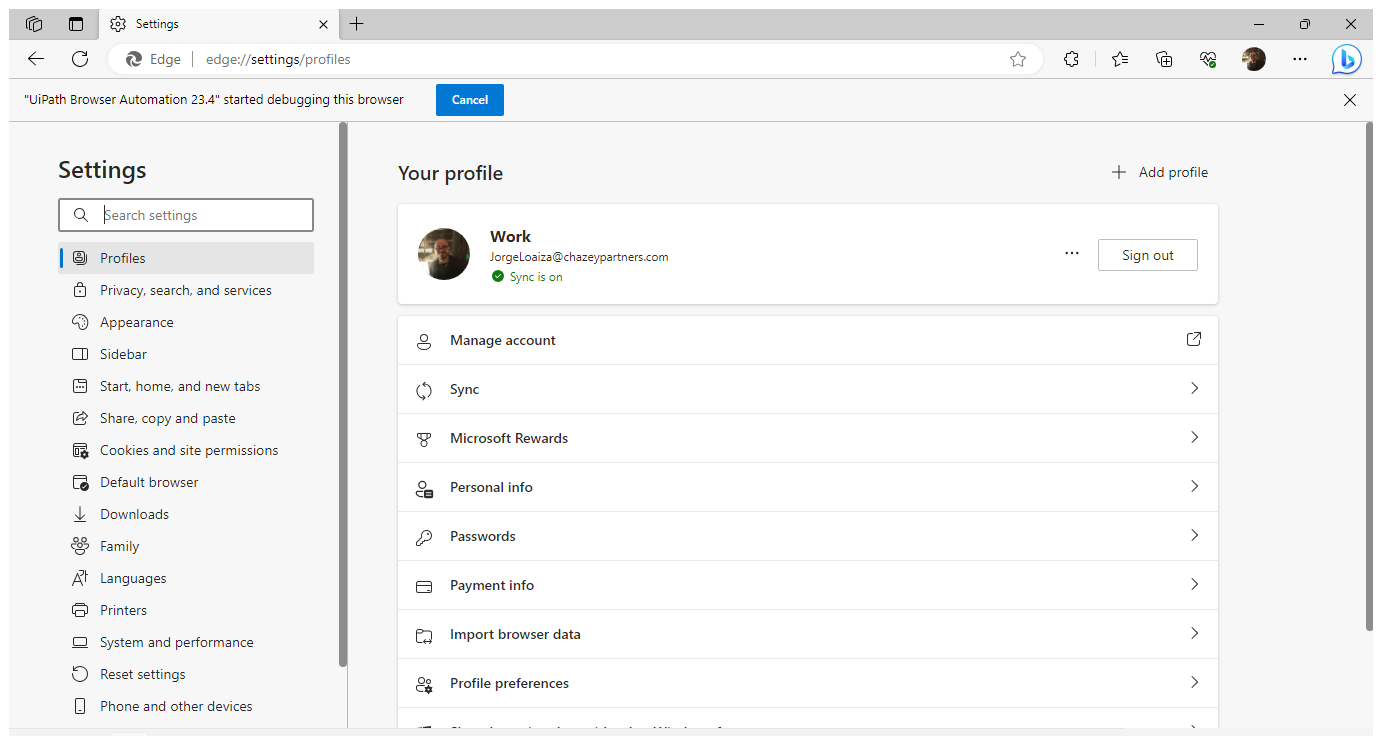 Settings
Edge
edge://settings/profiles
"UiPath Browser Automation 23.4" started debugging this browser
Cancel
Settings
Search settings
Profiles
Privacy, search, and services
Appearance
Sidebar
Start, home, and new tabs
Share, copy and paste
Cookies and site permissions
Default browser
Downloads
Family
Languages
Printers
System and performance
Reset settings
Phone and other devices
Your profile
Add profile
Work
JorgeLoaiza@chazeypartners.com
Sync is on
Sign out
Manage account
Sync
Microsoft Rewards
Personal info
Passwords
Payment info
Import browser data
Profile preferences